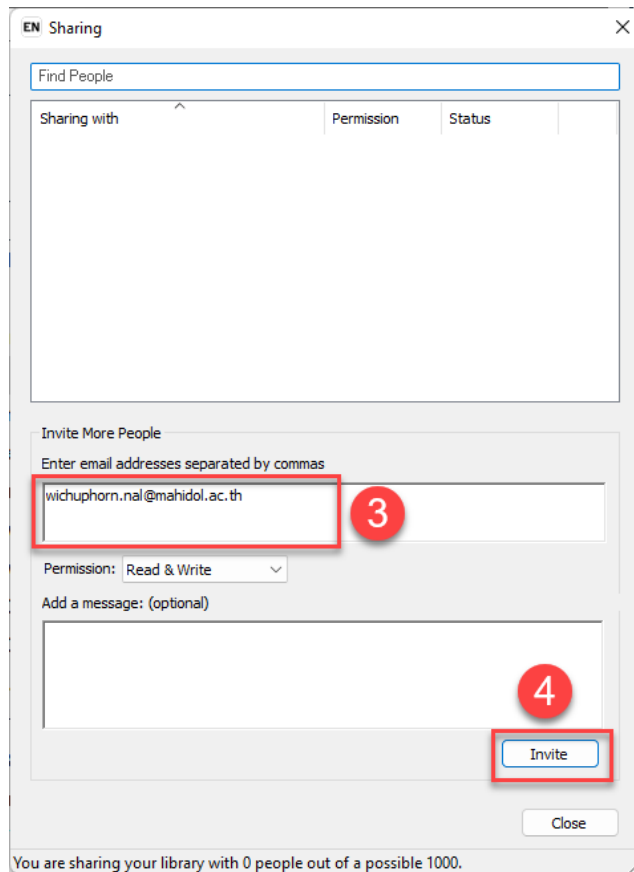 EN Sharing
Find People
Sharing with Permission Status
Invite More People
Enter email addresses separated by commas
wichuphorn.nal@mahidol.ac.th
3
Permission: Read & Write
Add a message: (optional)
4
Invite
Close
You are sharing your library with 0 people out of a possible 1000.